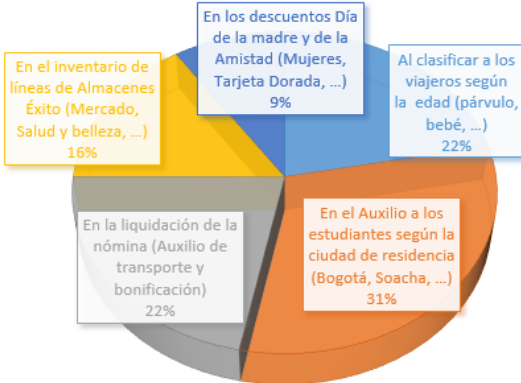 En los descuentos Día
de la madre y de la
Amistad (Mujeres,
Tarjeta Dorada, ...)
9%
Al clasificar a los
viajeros según
la edad (párvulo,
bebé, ...)
22%
En el inventario de
líneas de Almacenes
Éxito (Mercado,
Salud y belleza, ...)
16%
En el Auxilio a los
estudiantes según la
ciudad de residencia
(Bogotá, Soacha, ...)
31%
En la liquidación de la
nómina (Auxilio de
transporte y
bonificación)
22%